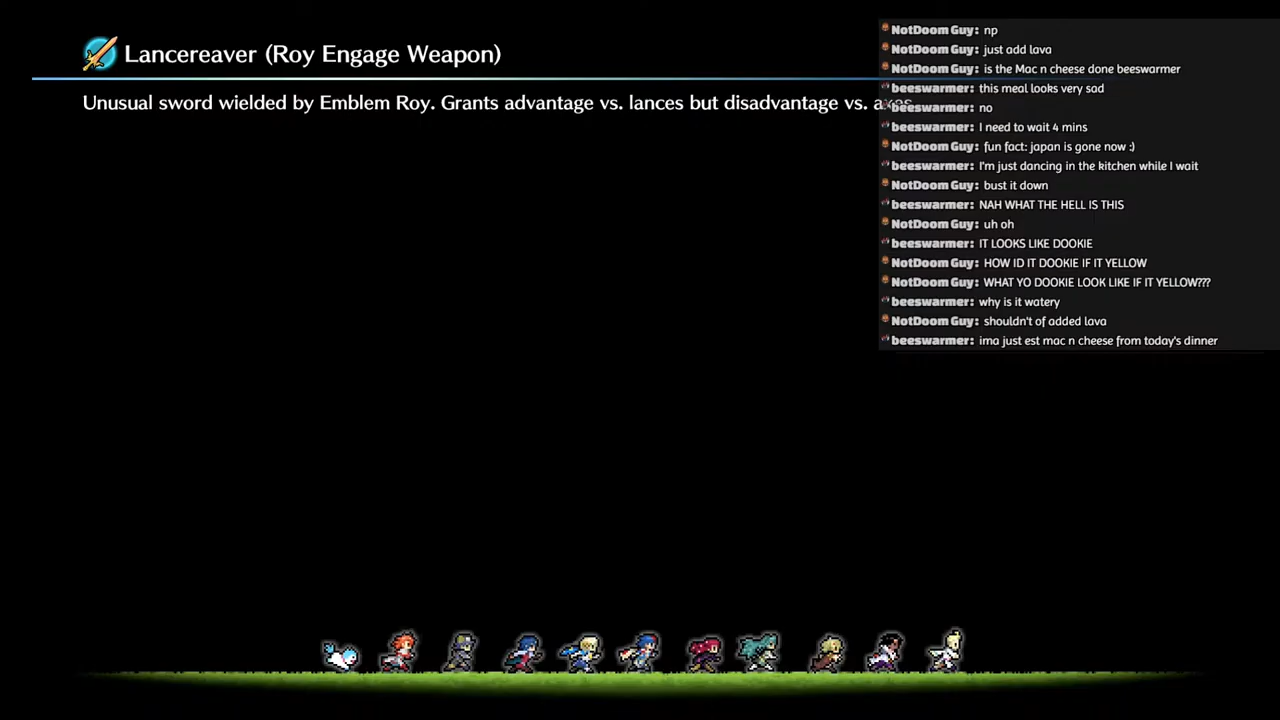 Lancereaver (Roy Engage Weapon)
Unusual sword wielded by Emblem Roy. Grants advantage vs. lances but disadvantage vs. axes.
NotDoom Guy: np
NotDoom Guy: just add lava
NotDoom Guy: is the Mac n cheese done beeswarmer
beeswarmer: this meal looks very sad
beeswarmer: no
beeswarmer: I need to wait 4 mins
NotDoom Guy: fun fact: japan is gone now :)
beeswarmer: I'm just dancing in the kitchen while I wait
NotDoom Guy: bust it down
beeswarmer: NAH WHAT THE HELL IS THIS
NotDoom Guy: uh oh
beeswarmer: IT LOOKS LIKE DOOKIE
NotDoom Guy: HOW ID IT DOOKIE IF IT YELLOW
NotDoom Guy: WHAT YO DOOKIE LOOK LIKE IF IT YELLOW???
beeswarmer: why is it watery
NotDoom Guy: shouldn't of added lava
beeswarmer: ima just est mac n cheese from today's dinner